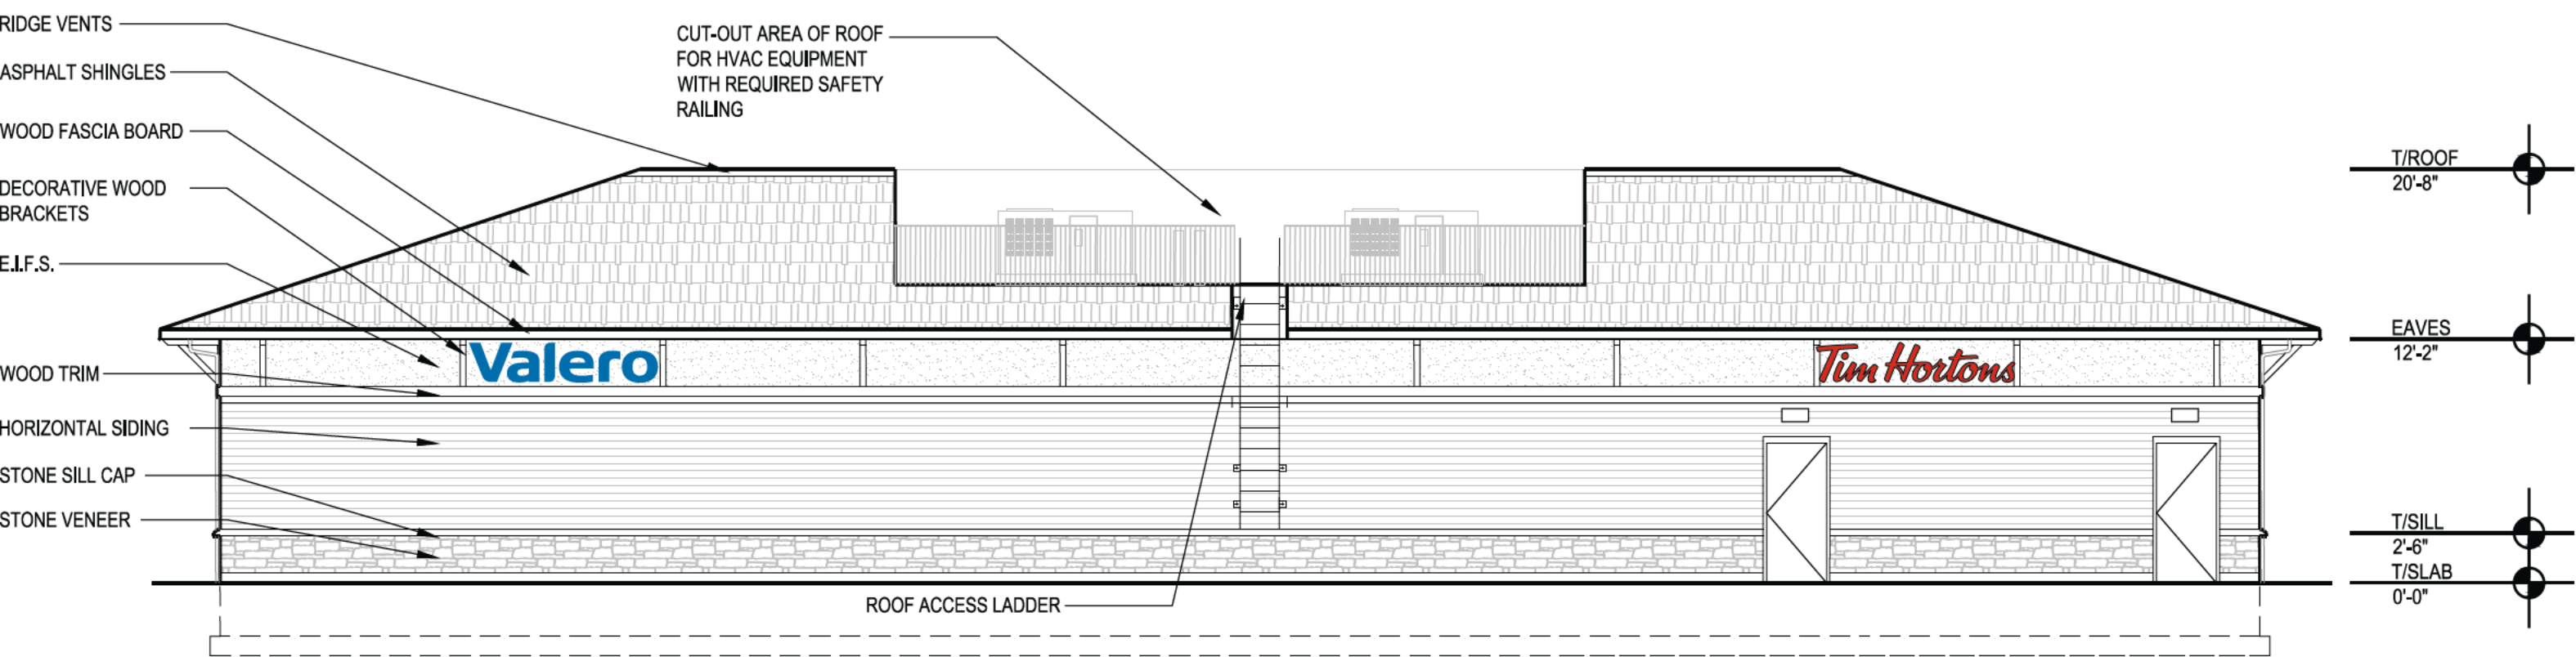 RIDGE VENTS
ASPHALT SHINGLES
WOOD FASCIA BOARD
DECORATIVE WOOD
BRACKETS
E.I.F.S.
WOOD TRIM
HORIZONTAL SIDING
STONE SILL CAP
STONE VENEER
CUT-OUT AREA OF ROOF
FOR HVAC EQUIPMENT
WITH REQUIRED SAFETY
RAILING
Valero
Tim Hortons
ROOF ACCESS LADDER
T/ROOF
20'-8"
EAVES
12'-2"
T/SILL
2'-6"
T/SLAB
0'-0"